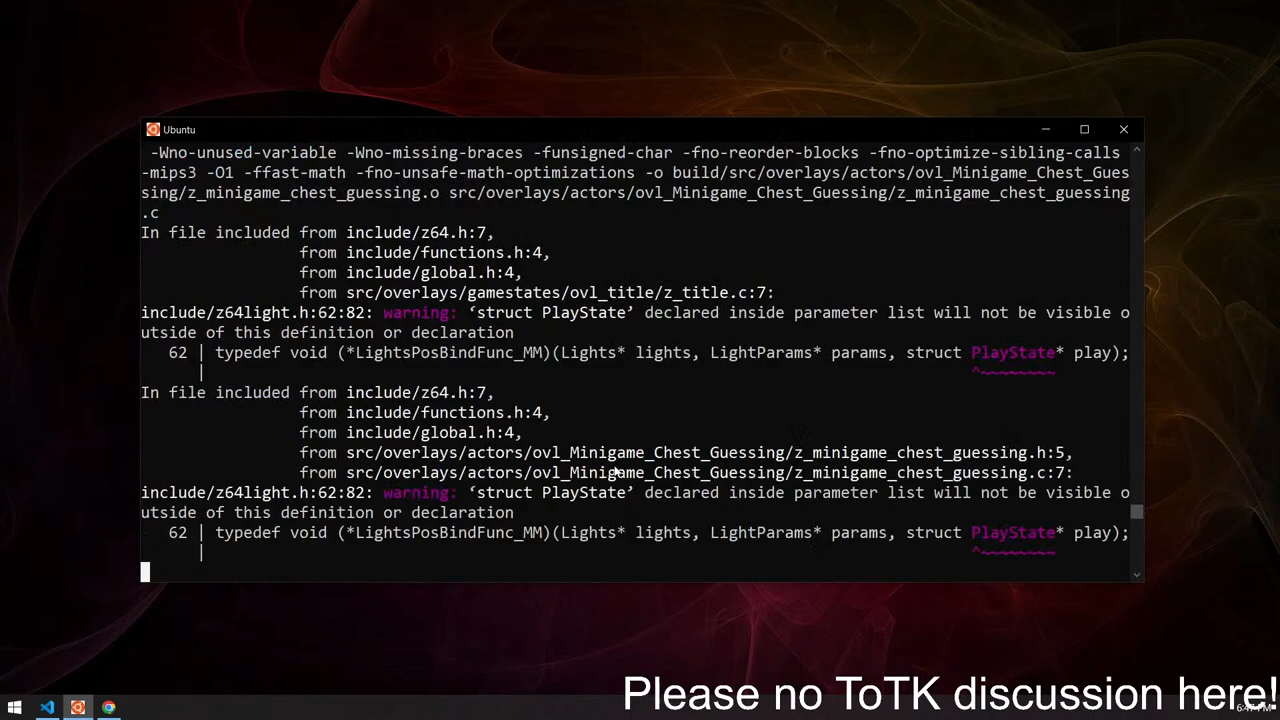 Ubuntu
-Wno-unused-variable -Wno-missing-braces -funsigned-char -fno-reorder-blocks -fno-optimize-sibling-calls
-mips3 -O1 -ffast-math -fno-unsafe-math-optimizations -o build/src/overlays/actors/ovl_Minigame_Chest_Gues
sing/z_minigame_chest_guessing.o src/overlays/actors/ovl_Minigame_Chest_Guessing/z_minigame_chest_guessing
.c
In file included from include/z64.h:7,
from include/functions.h:4,
from include/global.h:4,
from src/overlays/gamestates/ovl_title/z_title.c:7:
include/z64light.h:62:82: warning: ‘struct PlayState’ declared inside parameter list will not be visible o
utside of this definition or declaration
62 | typedef void (*LightsPosBindFunc_MM)(Lights* lights, LightParams* params, struct PlayState* play);
| ^~~~~~~~~
In file included from include/z64.h:7,
from include/functions.h:4,
from include/global.h:4,
from src/overlays/actors/ovl_Minigame_Chest_Guessing/z_minigame_chest_guessing.h:5,
from src/overlays/actors/ovl_Minigame_Chest_Guessing/z_minigame_chest_guessing.c:7:
include/z64light.h:62:82: warning: ‘struct PlayState’ declared inside parameter list will not be visible o
utside of this definition or declaration
62 | typedef void (*LightsPosBindFunc_MM)(Lights* lights, LightParams* params, struct PlayState* play);
| ^~~~~~~~~
Please no ToTK discussion here!